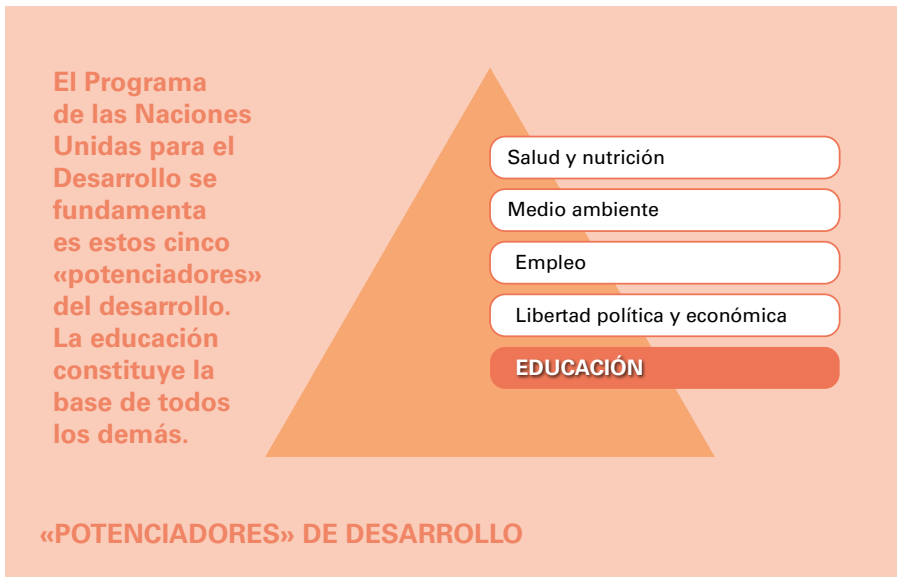 El Programa
de las Naciones
Unidas para el
Desarrollo se
fundamenta
es estos cinco
«potenciadores»
del desarrollo.
La educación
constituye la
base de todos
los demás.
Salud y nutrición
Medio ambiente
Empleo
Libertad política y económica
EDUCACIÓN
«POTENCIADORES» DE DESARROLLO